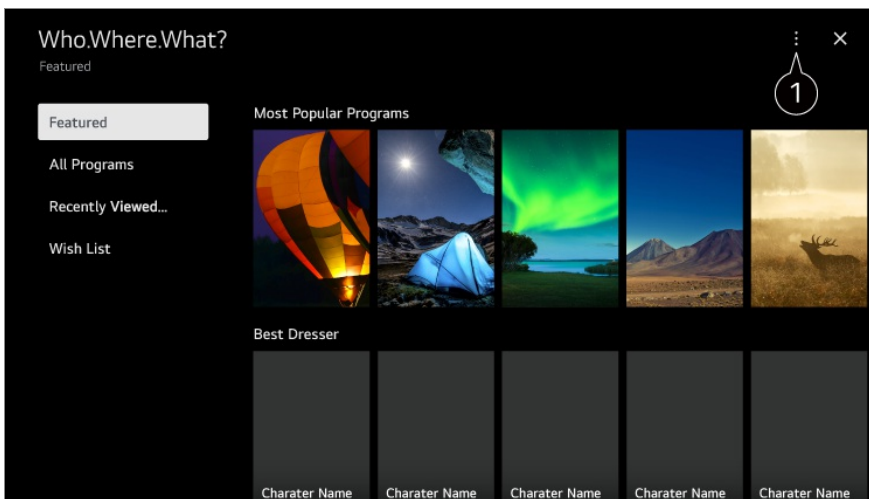 Who.Where.What?
Featured
1
Featured
All Programs
Recently Viewed...
Wish List
Most Popular Programs
Best Dresser
Charater Name Charater Name Charater Name Charater Name Charater Name